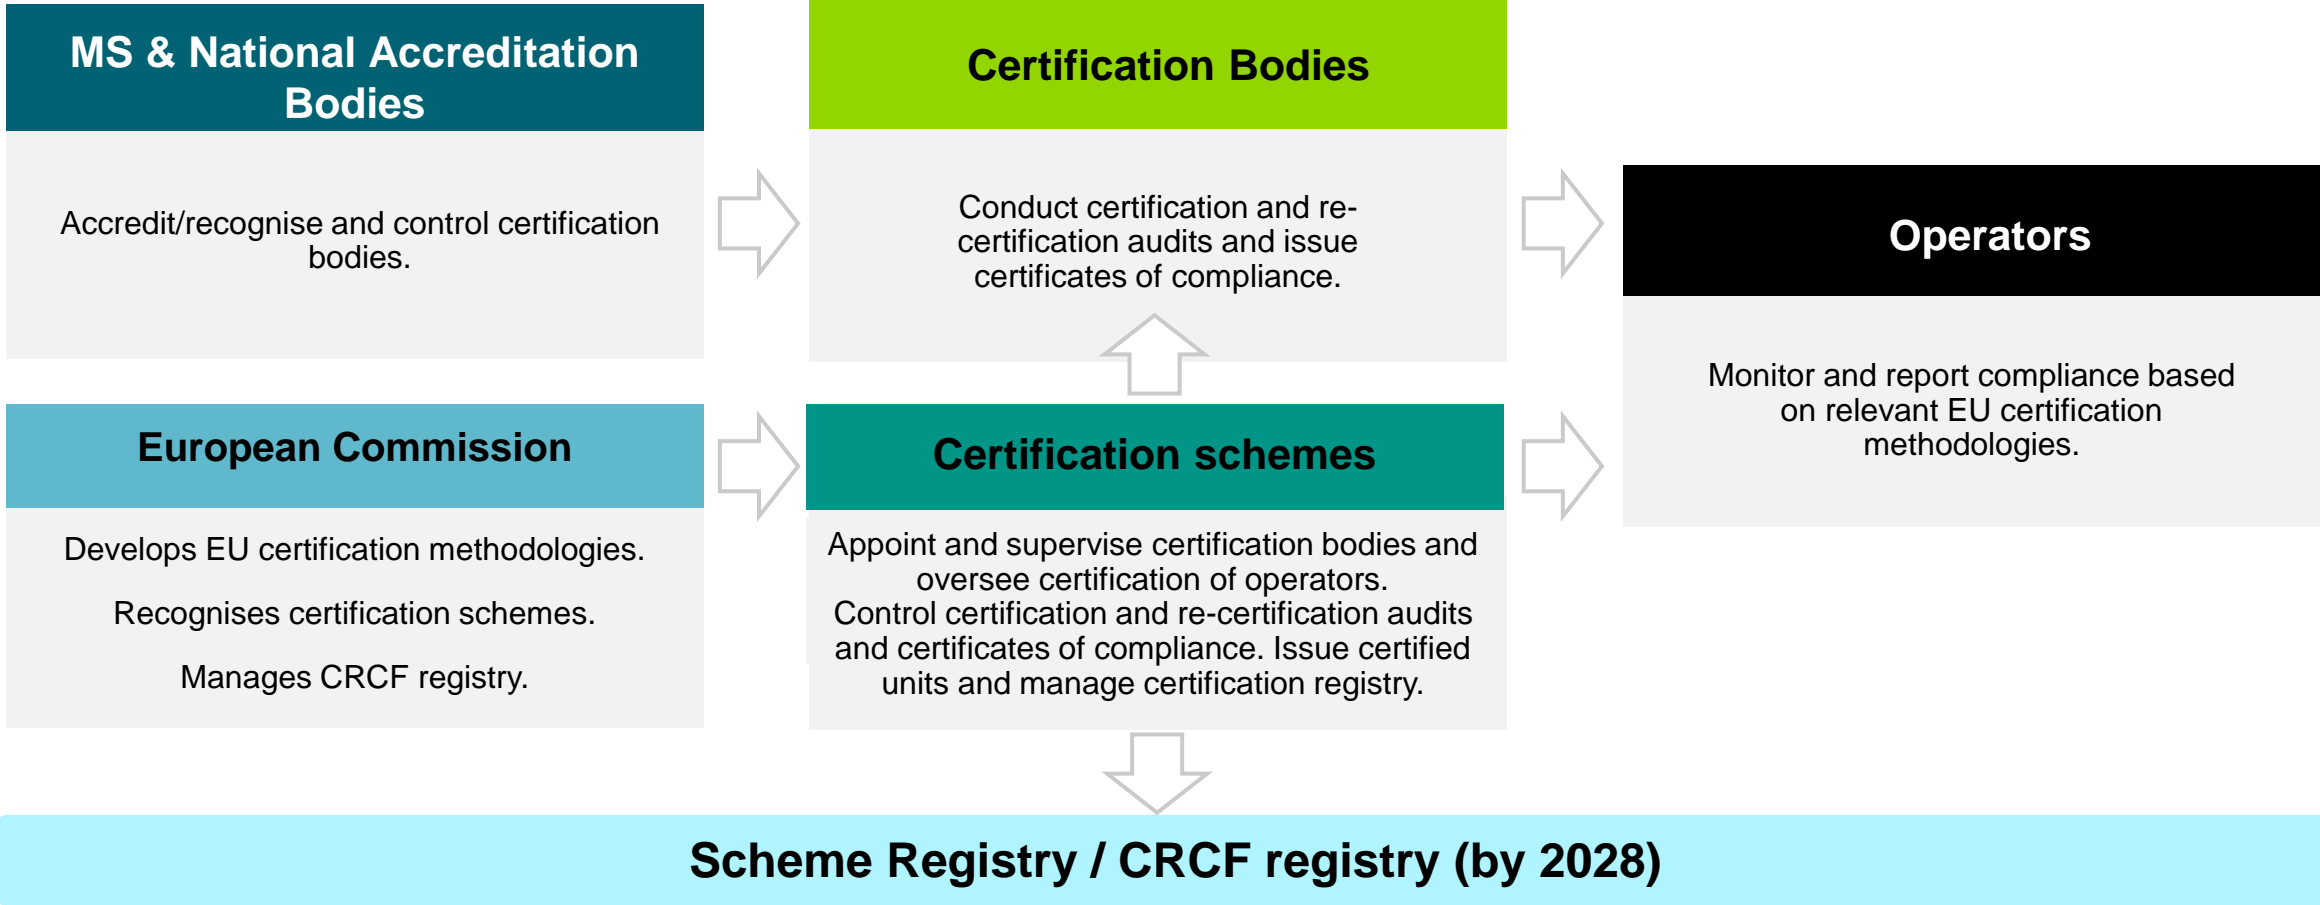 MS & National Accreditation
Bodies
Accredit/recognise and control certification
bodies.
Certification Bodies
Conduct certification and re-
certification audits and issue
certificates of compliance.
Operators
Monitor and report compliance based
on relevant EU certification
methodologies.
European Commission
Develops EU certification methodologies.
Recognises certification schemes.
Manages CRCF registry.
Certification schemes
Appoint and supervise certification bodies and
oversee certification of operators.
Control certification and re-certification audits
and certificates of compliance. Issue certified
units and manage certification registry.
Scheme Registry / CRCF registry (by 2028)